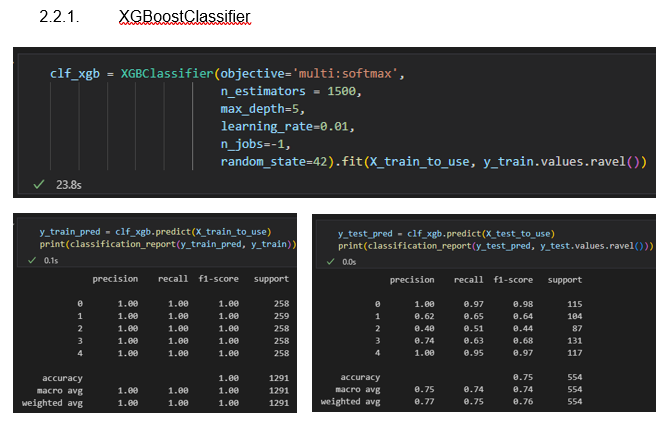 2.2.1. XGBoostClassifier
clf_xgb = XGBClassifier(objective='multi:softmax',
n_estimators = 1500,
max_depth=5,
learning_rate=0.01,
n_jobs=-1,
random_state=42).fit(X_train_to_use, y_train.values.ravel())
23.8s
y_train_pred = clf_xgb.predict(X_train_to_use)
print(classification_report(y_train_pred, y_train))
0.1s
precision recall f1-score support
0 1.00 1.00 1.00 258
1 1.00 1.00 1.00 259
2 1.00 1.00 1.00 258
3 1.00 1.00 1.00 258
4 1.00 1.00 1.00 258
accuracy 1.00 1291
macro avg 1.00 1.00 1.00 1291
weighted avg 1.00 1.00 1.00 1291
y_test_pred = clf_xgb.predict(X_test_to_use)
print(classification_report(y_test_pred, y_test.values.ravel()))
0.0s
precision recall f1-score support
0 1.00 0.97 0.98 115
1 0.62 0.65 0.64 104
2 0.40 0.51 0.44 87
3 0.74 0.63 0.68 131
4 1.00 0.95 0.97 117
accuracy 0.75 554
macro avg 0.75 0.74 0.74 554
weighted avg 0.77 0.75 0.76 554